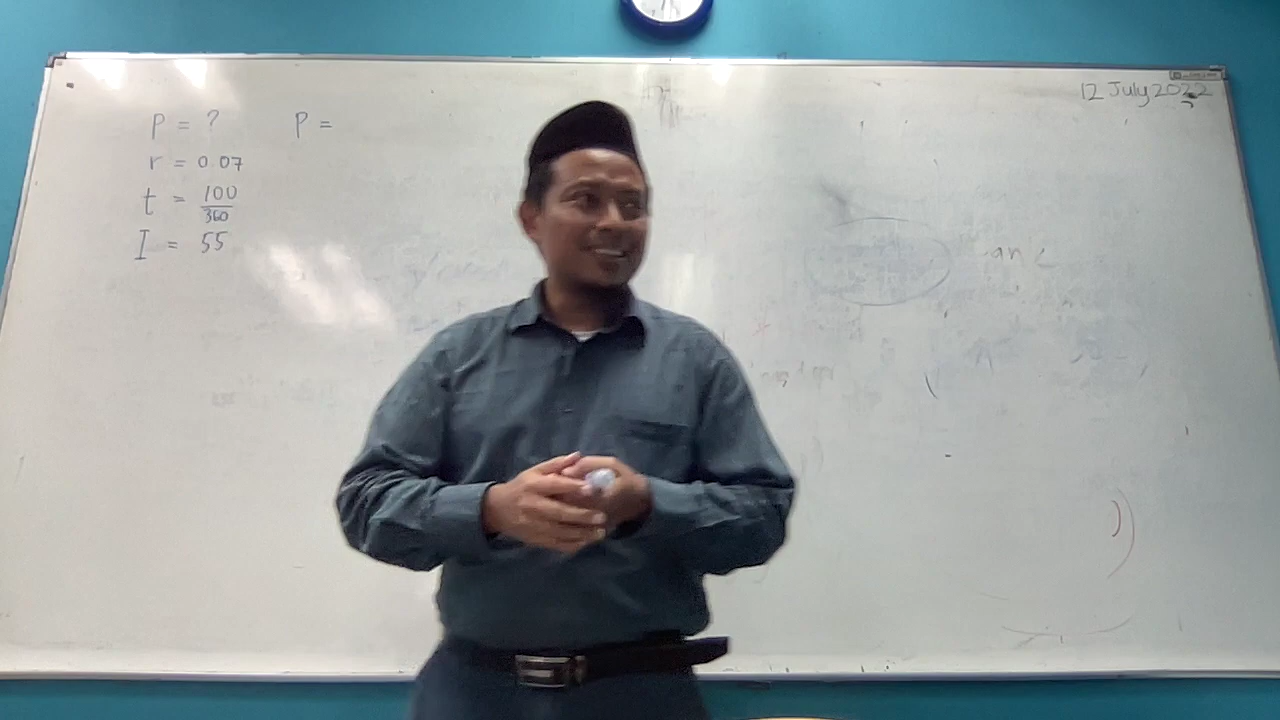 P = ? P =
r = 0.07
t = 100/360
I = 55
12 July 2022